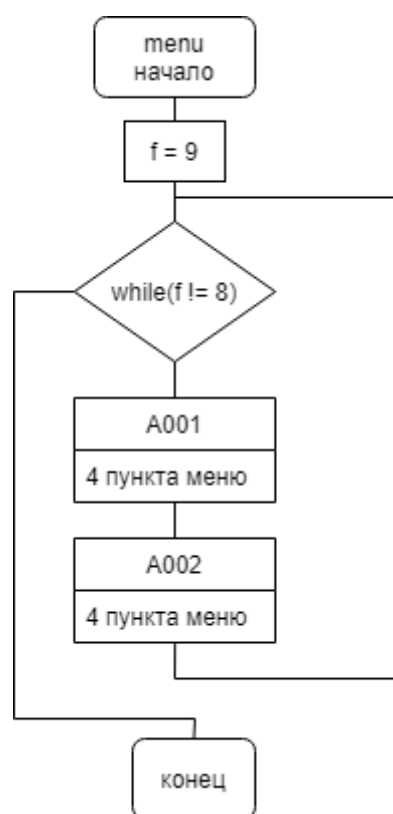 menu
начало
f = 9
while(f != 8)
A001
4 пункта меню
A002
4 пункта меню
конец